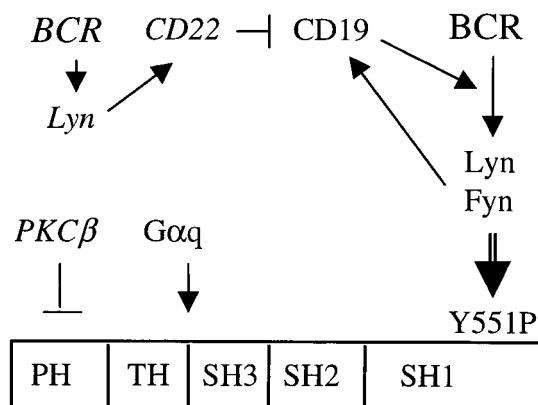 BCR CD22 CD19 BCR
Lyn
Lyn
Fyn
PKCβ Gαq
Y551P
PH TH SH3 SH2 SH1